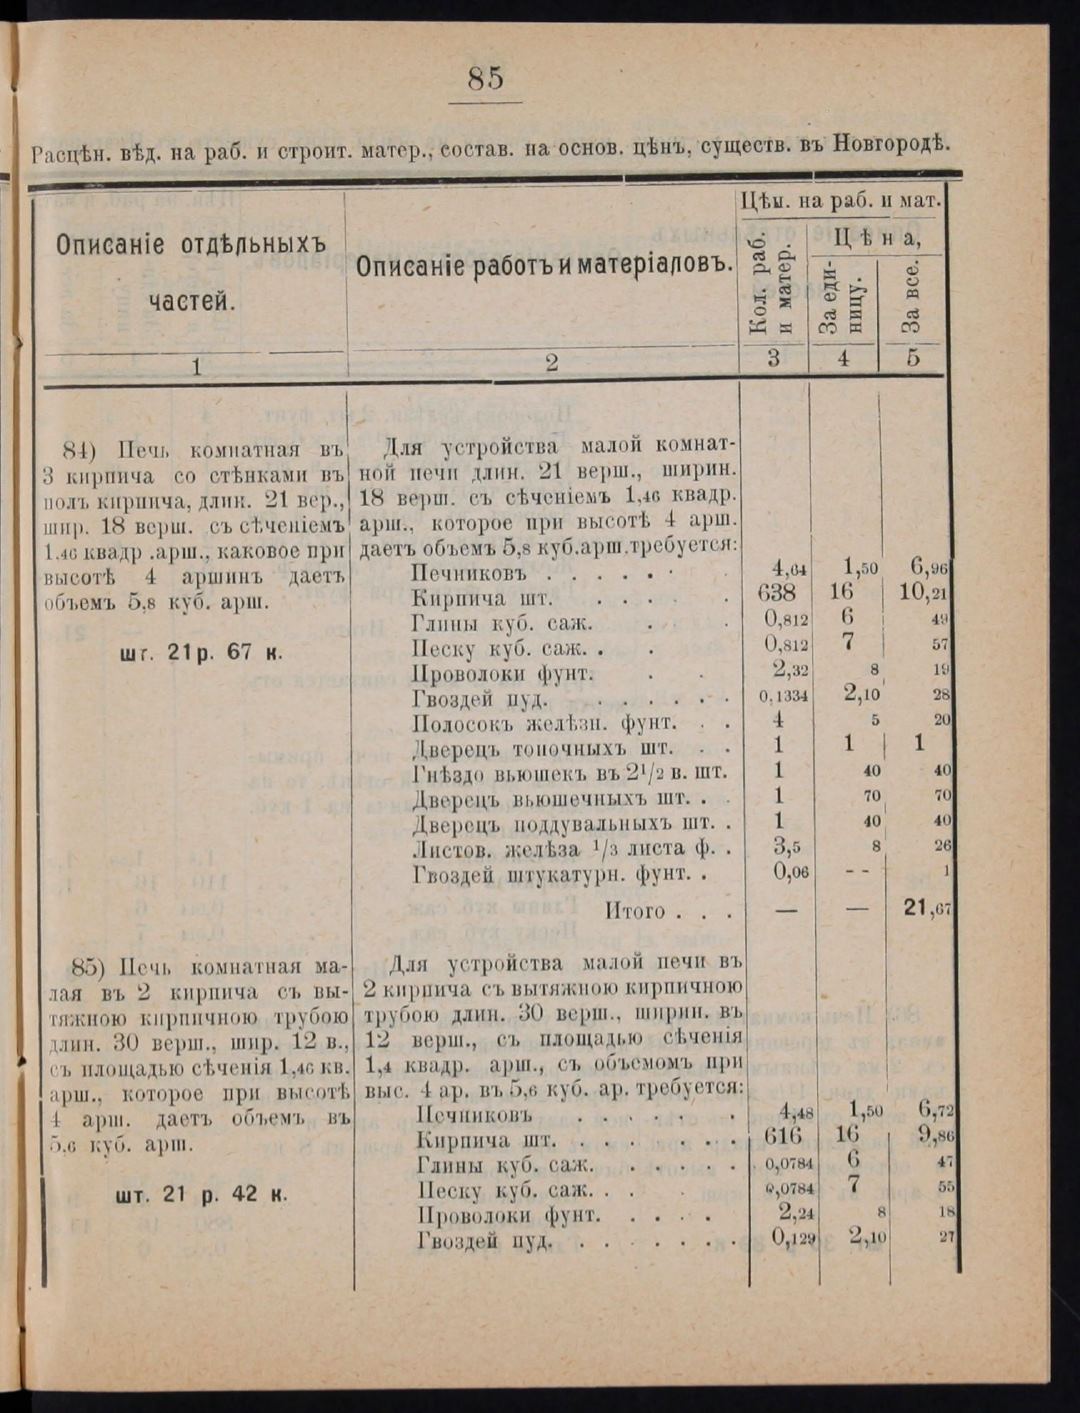 85
Расцѣн. вѣд. на раб. и строит. матер., состав. на основ. цѣнъ, существ. въ Новгородѣ.
Описаніе отдѣльныхъ
частей.
Описаніе работъ и матеріаловъ.
Цѣн. на раб. и мат.
Кол. раб.
и матер.
Цѣна,
За еди-
ницу.
За все.
1 2 3 4 5
84) Печь комнатная въ
3 кирпича со стѣнками въ
полъ кирпича, длин. 21 вер.,
шир. 18 верш. съ сѣченіемъ
1,46 квадр .арш., каковое при
высотѣ 4 аршинъ даетъ
объемъ 5,8 куб. арш.
шт. 21 р. 67 к.
Для устройства малой комнат-
ной печи длин. 21 верш., ширин.
18 верш. съ сѣченіемъ 1,46 квадр.
арш., которое при высотѣ 4 арш.
даетъ объемъ 5,8 куб.арш.требуется:
Печниковъ . . . . . . 4,64 1,50 6,96
Кирпича шт. . . . . . 638 16 10,21
Глины куб. саж. . . 0,812 6 49
Песку куб. саж. . . 0,812 7 57
Проволоки фунт. . . 2,32 8 19
Гвоздей пуд. . . . . . . 0,1334 2,10 28
Полосокъ желѣзн. фунт. . . 4 5 20
Дверецъ топочныхъ шт. . . 1 1 1
Гнѣздо вьюшекъ въ 2 1/2 в. шт. 1 40 40
Дверецъ вьюшечныхъ шт. . . 1 70 70
Дверецъ поддувальныхъ шт. . 1 40 40
Листов. желѣза 1/3 листа ф. . 3,5 8 26
Гвоздей штукатурн. фунт. . 0,06 -- 1
Итого . . . — — 21,67
85) Печь комнатная ма-
лая въ 2 кирпича съ вы-
тяжною кирпичною трубою
длин. 30 верш., шир. 12 в.,
съ площадью сѣченія 1,46 кв.
арш., которое при высотѣ
4 арш. даетъ объемъ въ
5,6 куб. арш.
шт. 21 р. 42 к.
Для устройства малой печи въ
2 кирпича съ вытяжною кирпичною
трубою длин. 30 верш., ширин. въ
12 верш., съ площадью сѣченія
1,4 квадр. арш., съ объемомъ при
выс. 4 ар. въ 5,6 куб. ар. требуется:
Печниковъ . . . . . . 4,48 1,50 6,72
Кирпича шт. . . . . . . 616 16 9,86
Глины куб. саж. . . . . . 0,0784 6 47
Песку куб. саж. . . . 0,0784 7 55
Проволоки фунт. . . . . 2,24 8 18
Гвоздей пуд. . . . . . . . 0,129 2,10 27